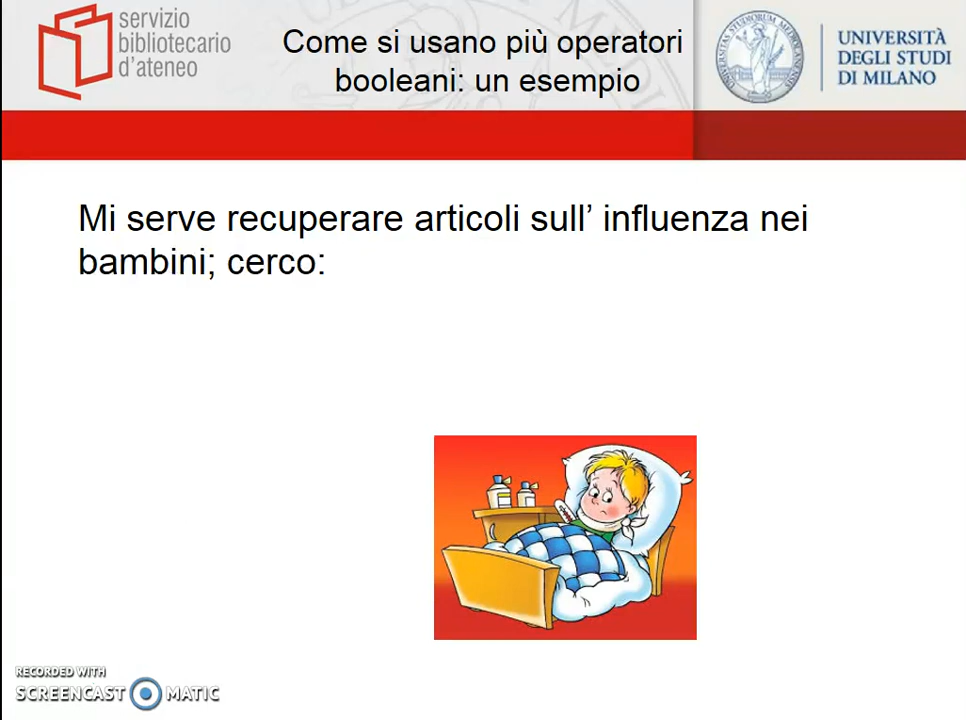 servizio
bibliotecario
d'ateneo
Come si usano più operatori
booleani: un esempio
UNIVERSITÀ
DEGLI STUDI
DI MILANO
Mi serve recuperare articoli sull’ influenza nei
bambini; cerco:
RECORDED WITH
SCREENCAST MATIC